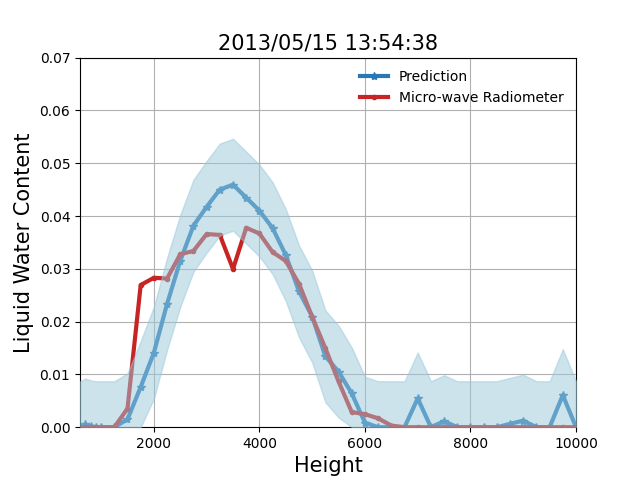 2013/05/15 13:54:38
0.07
0.06
0.05
0.04
0.03
0.02
0.01
0.00
Liquid Water Content
Prediction
Micro-wave Radiometer
2000 4000 6000 8000 10000
Height